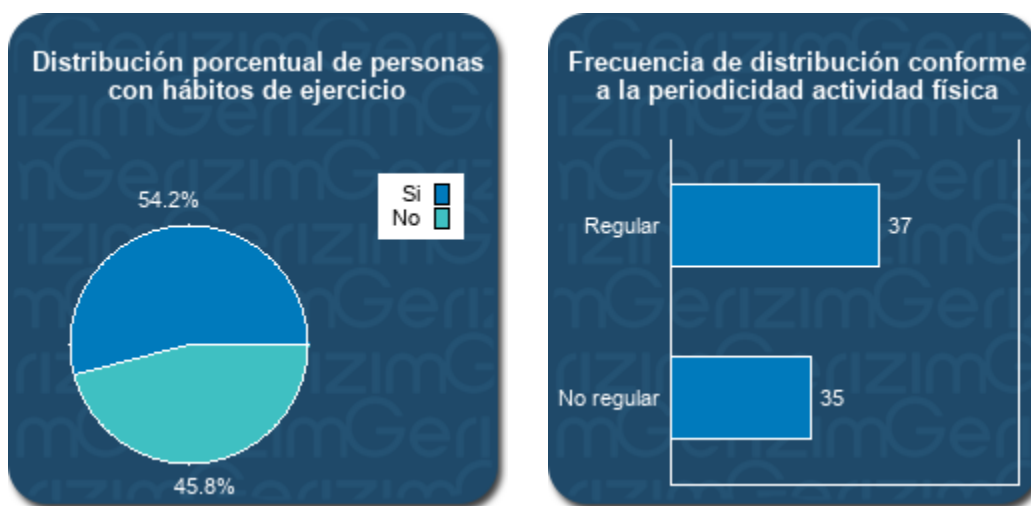 Distribución porcentual de personas
con hábitos de ejercicio
54.2%
Si
No
45.8%
Frecuencia de distribución conforme
a la periodicidad actividad física
Regular
37
No regular
35